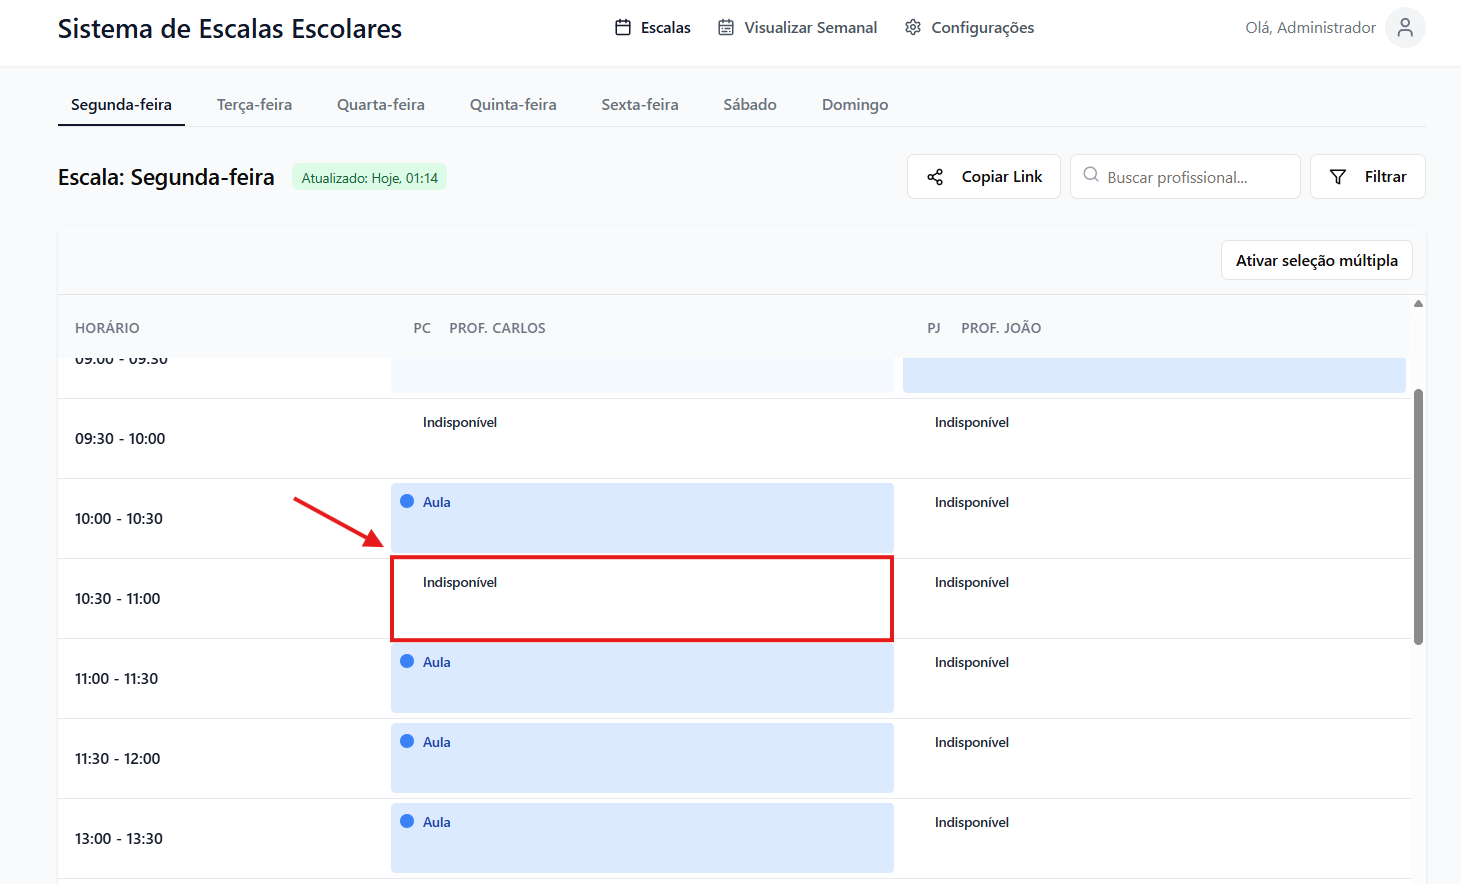 Sistema de Escalas Escolares
Escalas
Visualizar Semanal
Configurações
Olá, Administrador
Segunda-feira
Terça-feira
Quarta-feira
Quinta-feira
Sexta-feira
Sábado
Domingo
Escala: Segunda-feira
Atualizado: Hoje, 01:14
Copiar Link
Buscar profissional...
Filtrar
Ativar seleção múltipla
HORÁRIO
PC PROF. CARLOS
PJ PROF. JOÃO
09:00 - 09:30
09:30 - 10:00
Indisponível
Indisponível
10:00 - 10:30
Aula
Indisponível
10:30 - 11:00
Indisponível
Indisponível
11:00 - 11:30
Aula
Indisponível
11:30 - 12:00
Aula
Indisponível
13:00 - 13:30
Aula
Indisponível